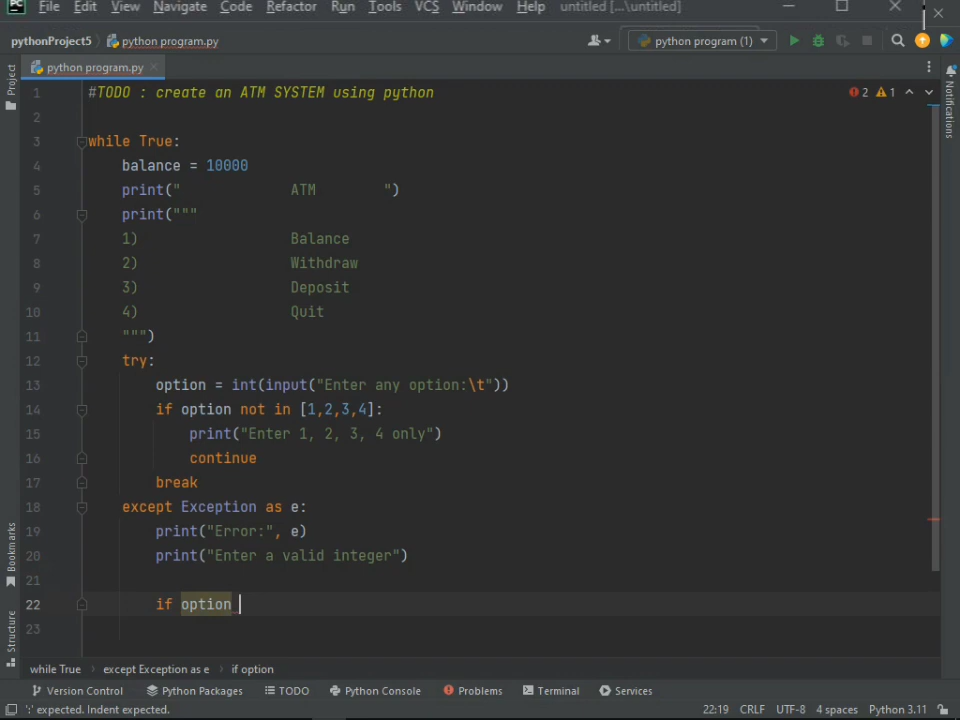 PC File Edit View Navigate Code Refactor Run Tools VCS Window Help untitled [...\untitled]
pythonProject5 python program.py python program (1)
python program.py
Project
Notifications
1 #TODO : create an ATM SYSTEM using python
2 1
2
3 while True:
4     balance = 10000
5     print("             ATM        ")
6     print("""
7     1)                  Balance
8     2)                  Withdraw
9     3)                  Deposit
10     4)                  Quit
11     """)
12     try:
13         option = int(input("Enter any option:\t"))
14         if option not in [1,2,3,4]:
15             print("Enter 1, 2, 3, 4 only")
16             continue
17         break
18     except Exception as e:
19         print("Error:", e)
20         print("Enter a valid integer")
21
22         if option
23
Bookmarks
Structure
while True > except Exception as e > if option
Version Control Python Packages TODO Python Console Problems Terminal Services
':' expected. Indent expected. 22:19 CRLF UTF-8 4 spaces Python 3.11